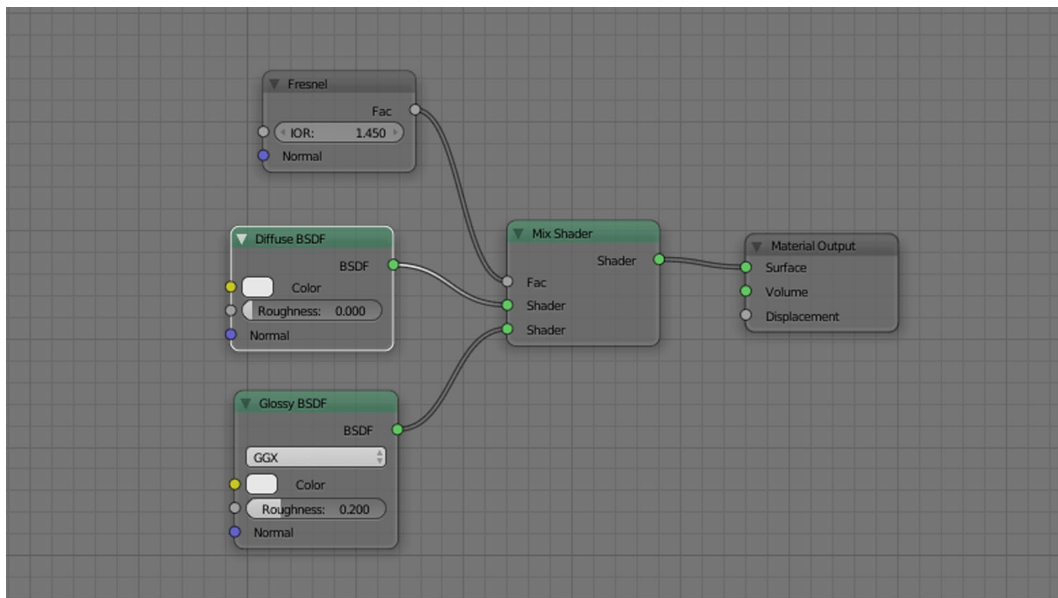 Fresnel
Fac
IOR: 1.450
Normal
Diffuse BSDF
BSDF
Color
Roughness: 0.000
Normal
Glossy BSDF
BSDF
GGX
Color
Roughness: 0.200
Normal
Mix Shader
Shader
Fac
Shader
Shader
Material Output
Surface
Volume
Displacement